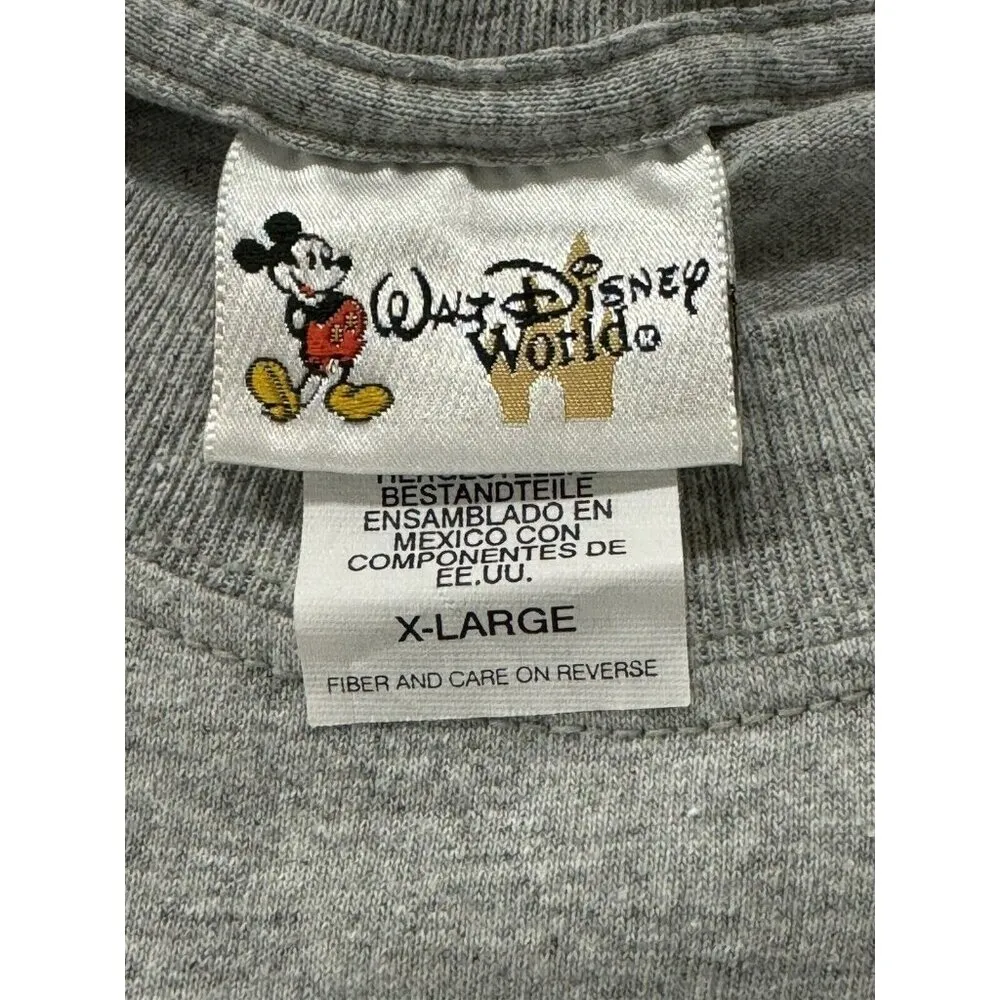 Walt Disney
World®
BESTANDTEILE
ENSAMBLADO EN
MEXICO CON
COMPONENTES DE
EE.UU.
X-LARGE
FIBER AND CARE ON REVERSE